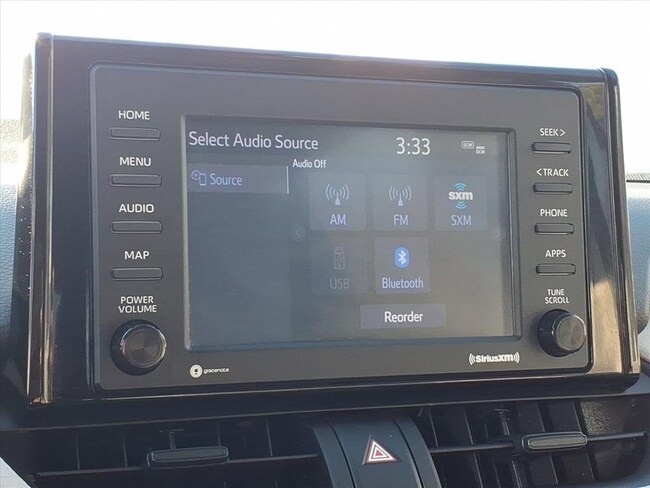 HOME
MENU
AUDIO
MAP
POWER
VOLUME
Select Audio Source
3:33
DCM
Audio Off
Source
AM
FM
sxm
SXM
USB
Bluetooth
Reorder
SEEK >
< TRACK
PHONE
APPS
TUNE
SCROLL
gracenote
((SiriusXM))